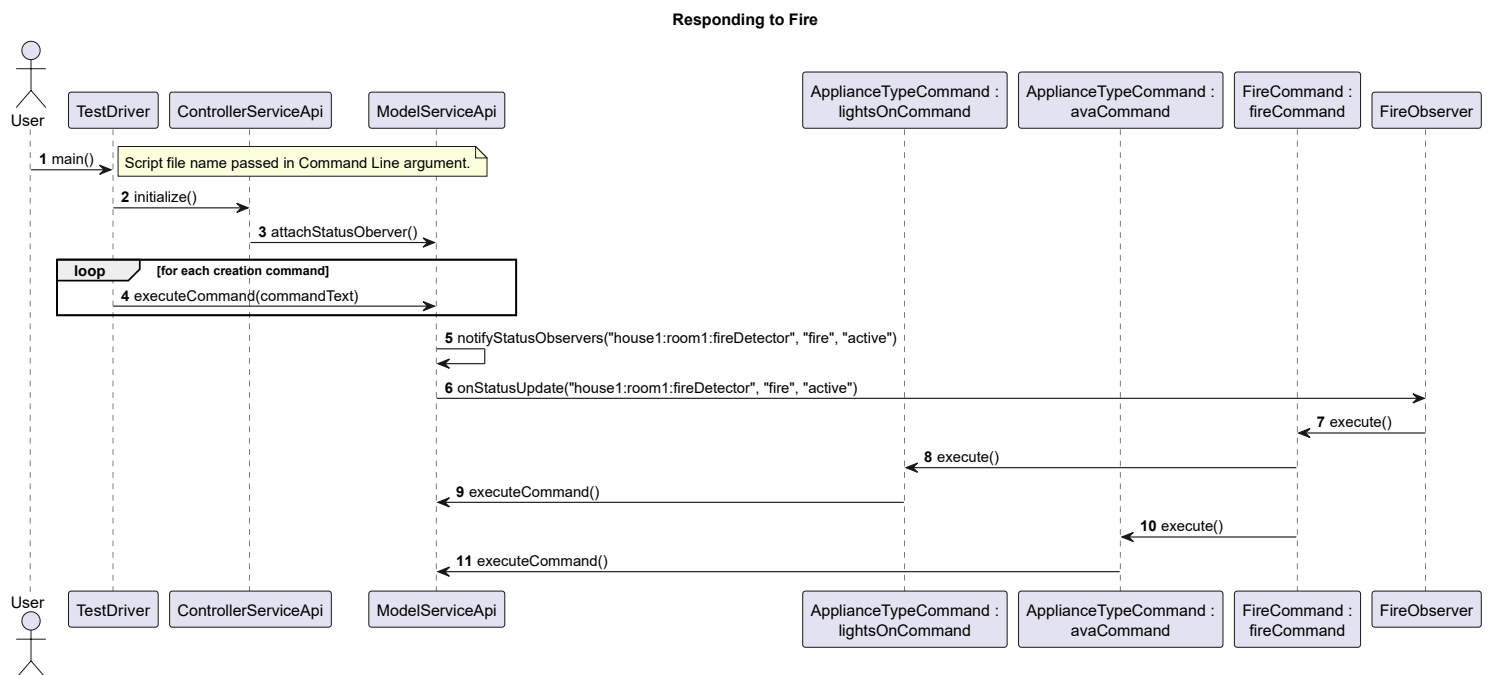 Responding to Fire
User
TestDriver
ControllerServiceApi
ModelServiceApi
ApplianceTypeCommand :
lightsOnCommand
ApplianceTypeCommand :
avaCommand
FireCommand :
fireCommand
FireObserver
1 main()
Script file name passed in Command Line argument.
2 initialize()
3 attachStatusOberver()
loop
[for each creation command]
4 executeCommand(commandText)
5 notifyStatusObservers("house1:room1:fireDetector", "fire", "active")
6 onStatusUpdate("house1:room1:fireDetector", "fire", "active")
7 execute()
8 execute()
9 executeCommand()
10 execute()
11 executeCommand()
User
TestDriver
ControllerServiceApi
ModelServiceApi
ApplianceTypeCommand :
lightsOnCommand
ApplianceTypeCommand :
avaCommand
FireCommand :
fireCommand
FireObserver